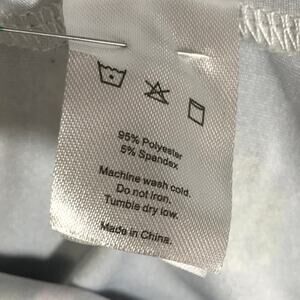 95% Polyester
5% Spandex
Machine wash cold.
Do not Iron.
Tumble dry low.
Made in China.